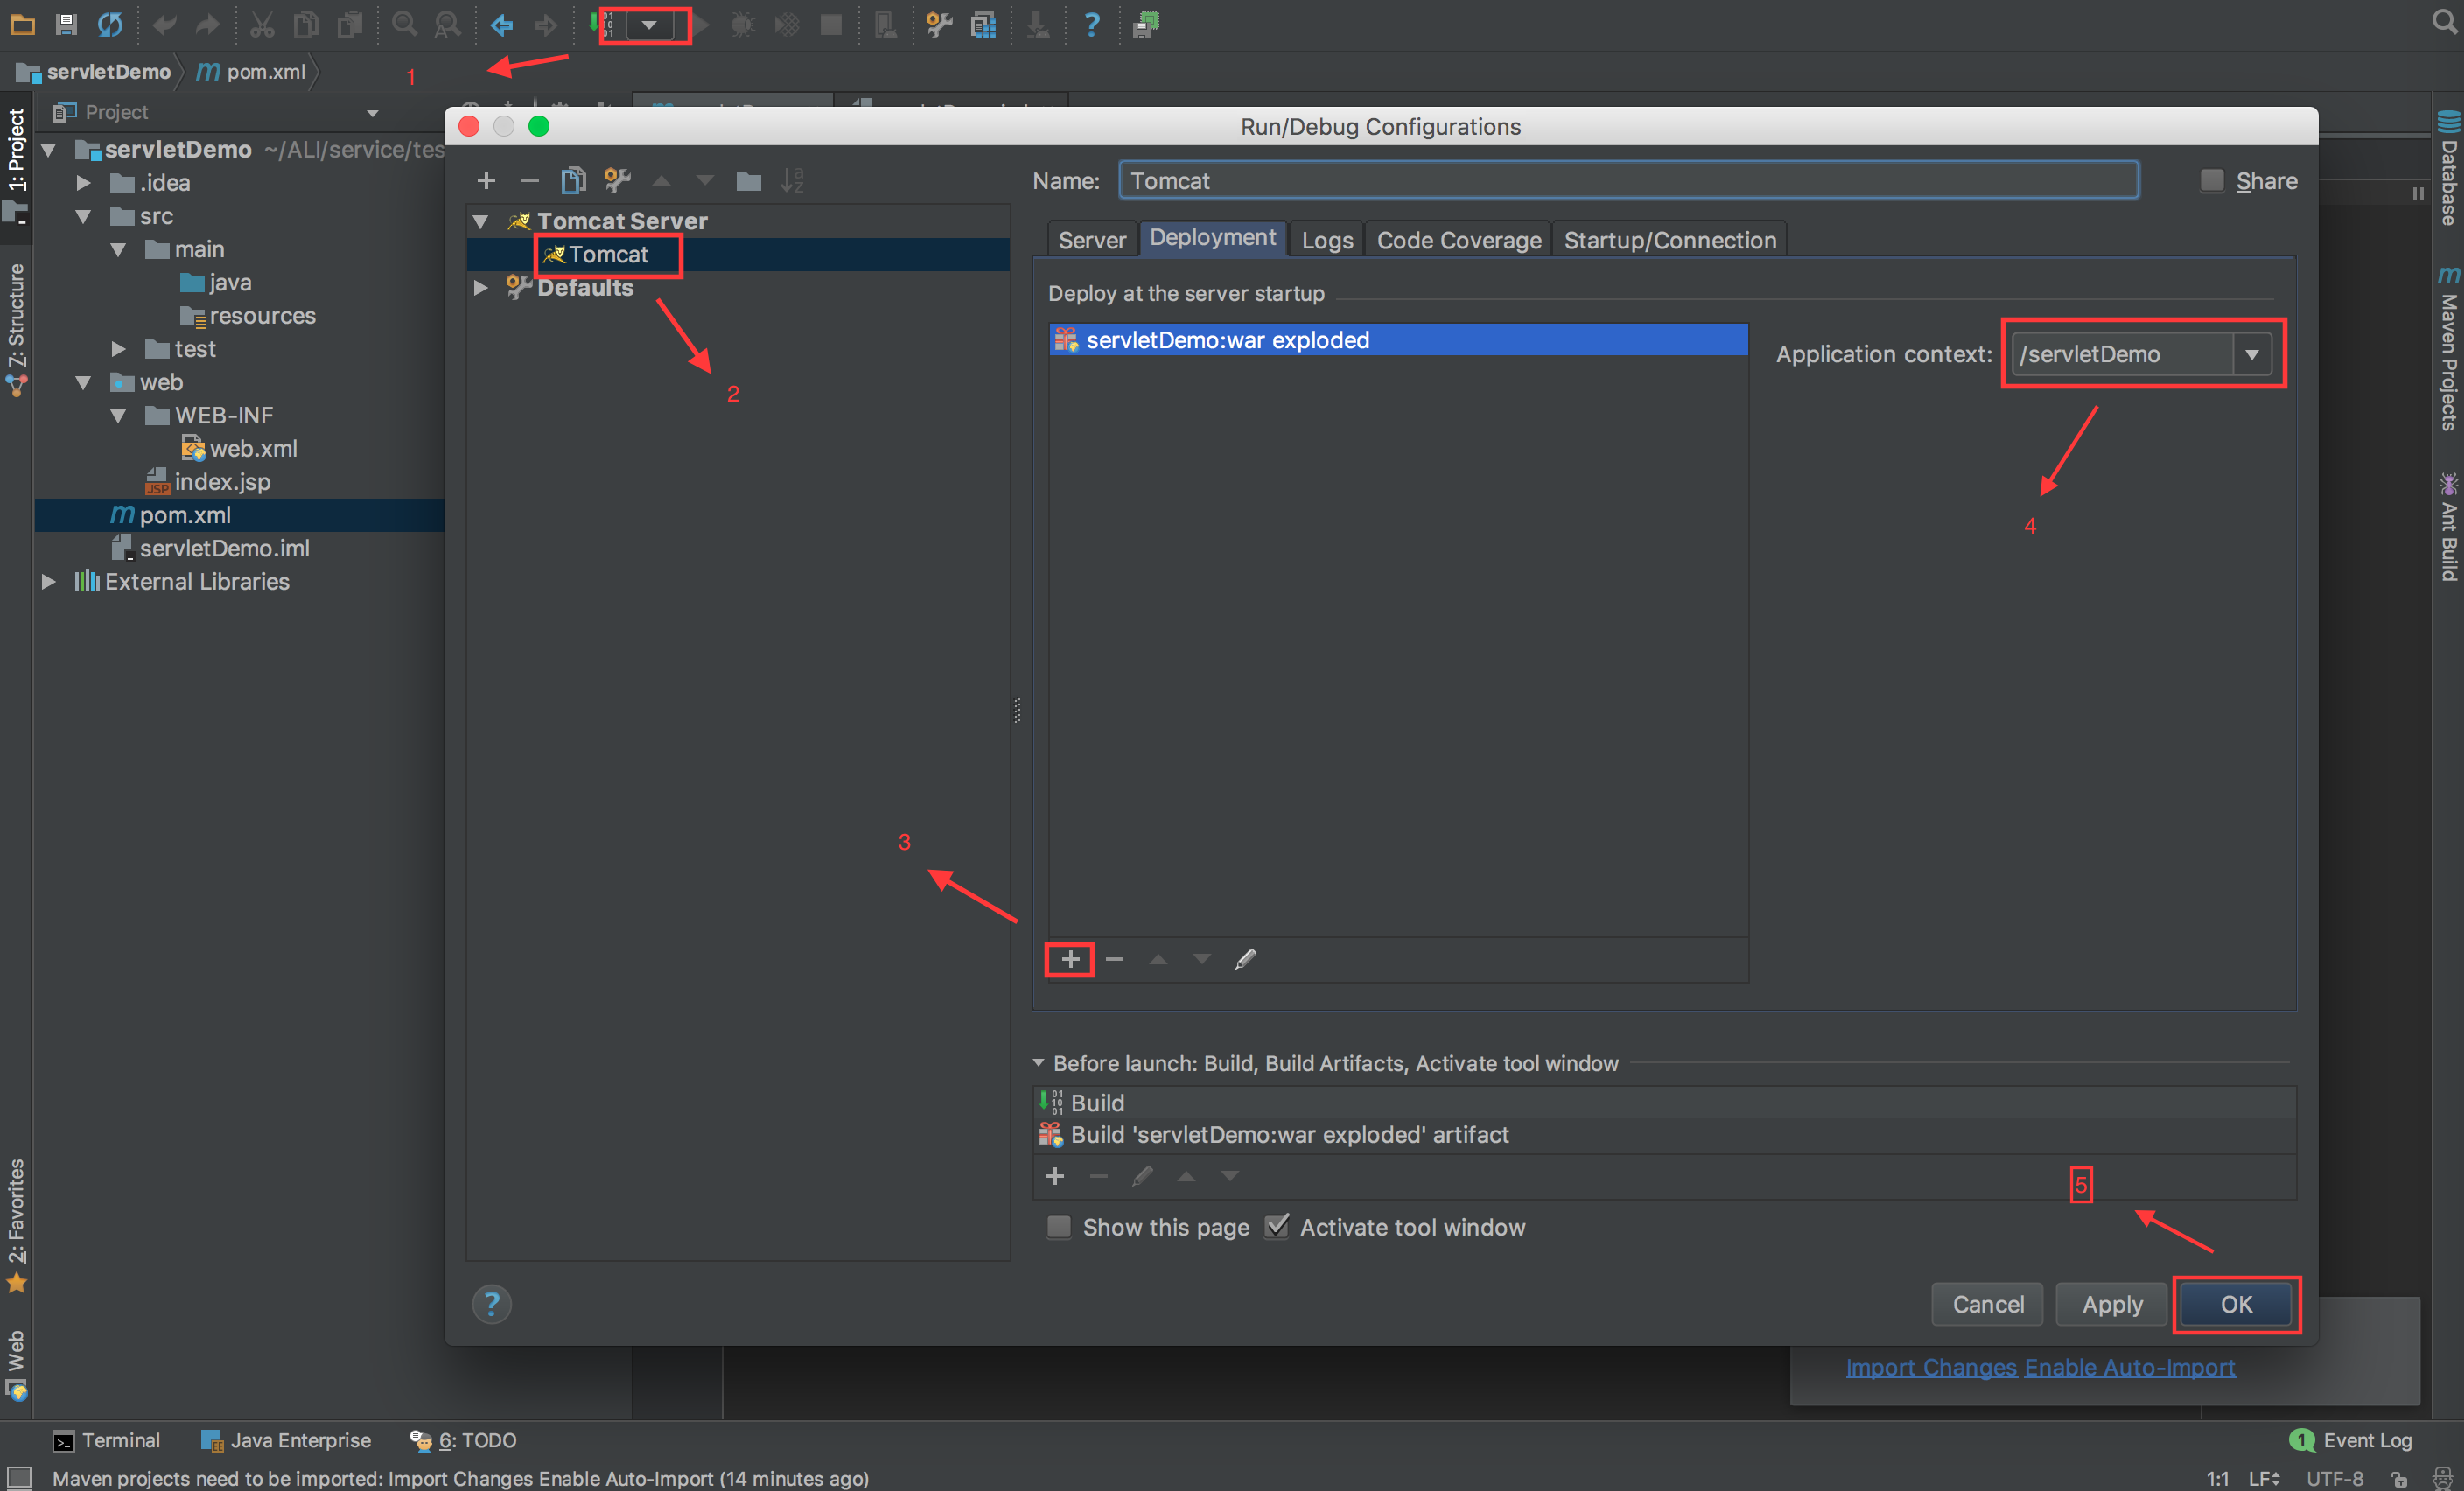 servletDemo
pom.xml
1
Project
1: Project
servletDemo ~/ALI/service/tes
.idea
src
main
java
resources
test
web
WEB-INF
web.xml
JSP
index.jsp
pom.xml
servletDemo.iml
External Libraries
Z: Structure
2: Favorites
Web
Run/Debug Configurations
Tomcat Server
Tomcat
Defaults
2
3
Name: Tomcat
Share
Server
Deployment
Logs
Code Coverage
Startup/Connection
Deploy at the server startup
servletDemo:war exploded
Application context: /servletDemo
4
Before launch: Build, Build Artifacts, Activate tool window
Build
Build 'servletDemo:war exploded' artifact
5
Show this page
Activate tool window
?
Cancel
Apply
OK
Database
Maven Projects
Ant Build
Import Changes Enable Auto-Import
Terminal
Java Enterprise
6: TODO
1 Event Log
Maven projects need to be imported: Import Changes Enable Auto-Import (14 minutes ago)
1:1
LF
UTF-8